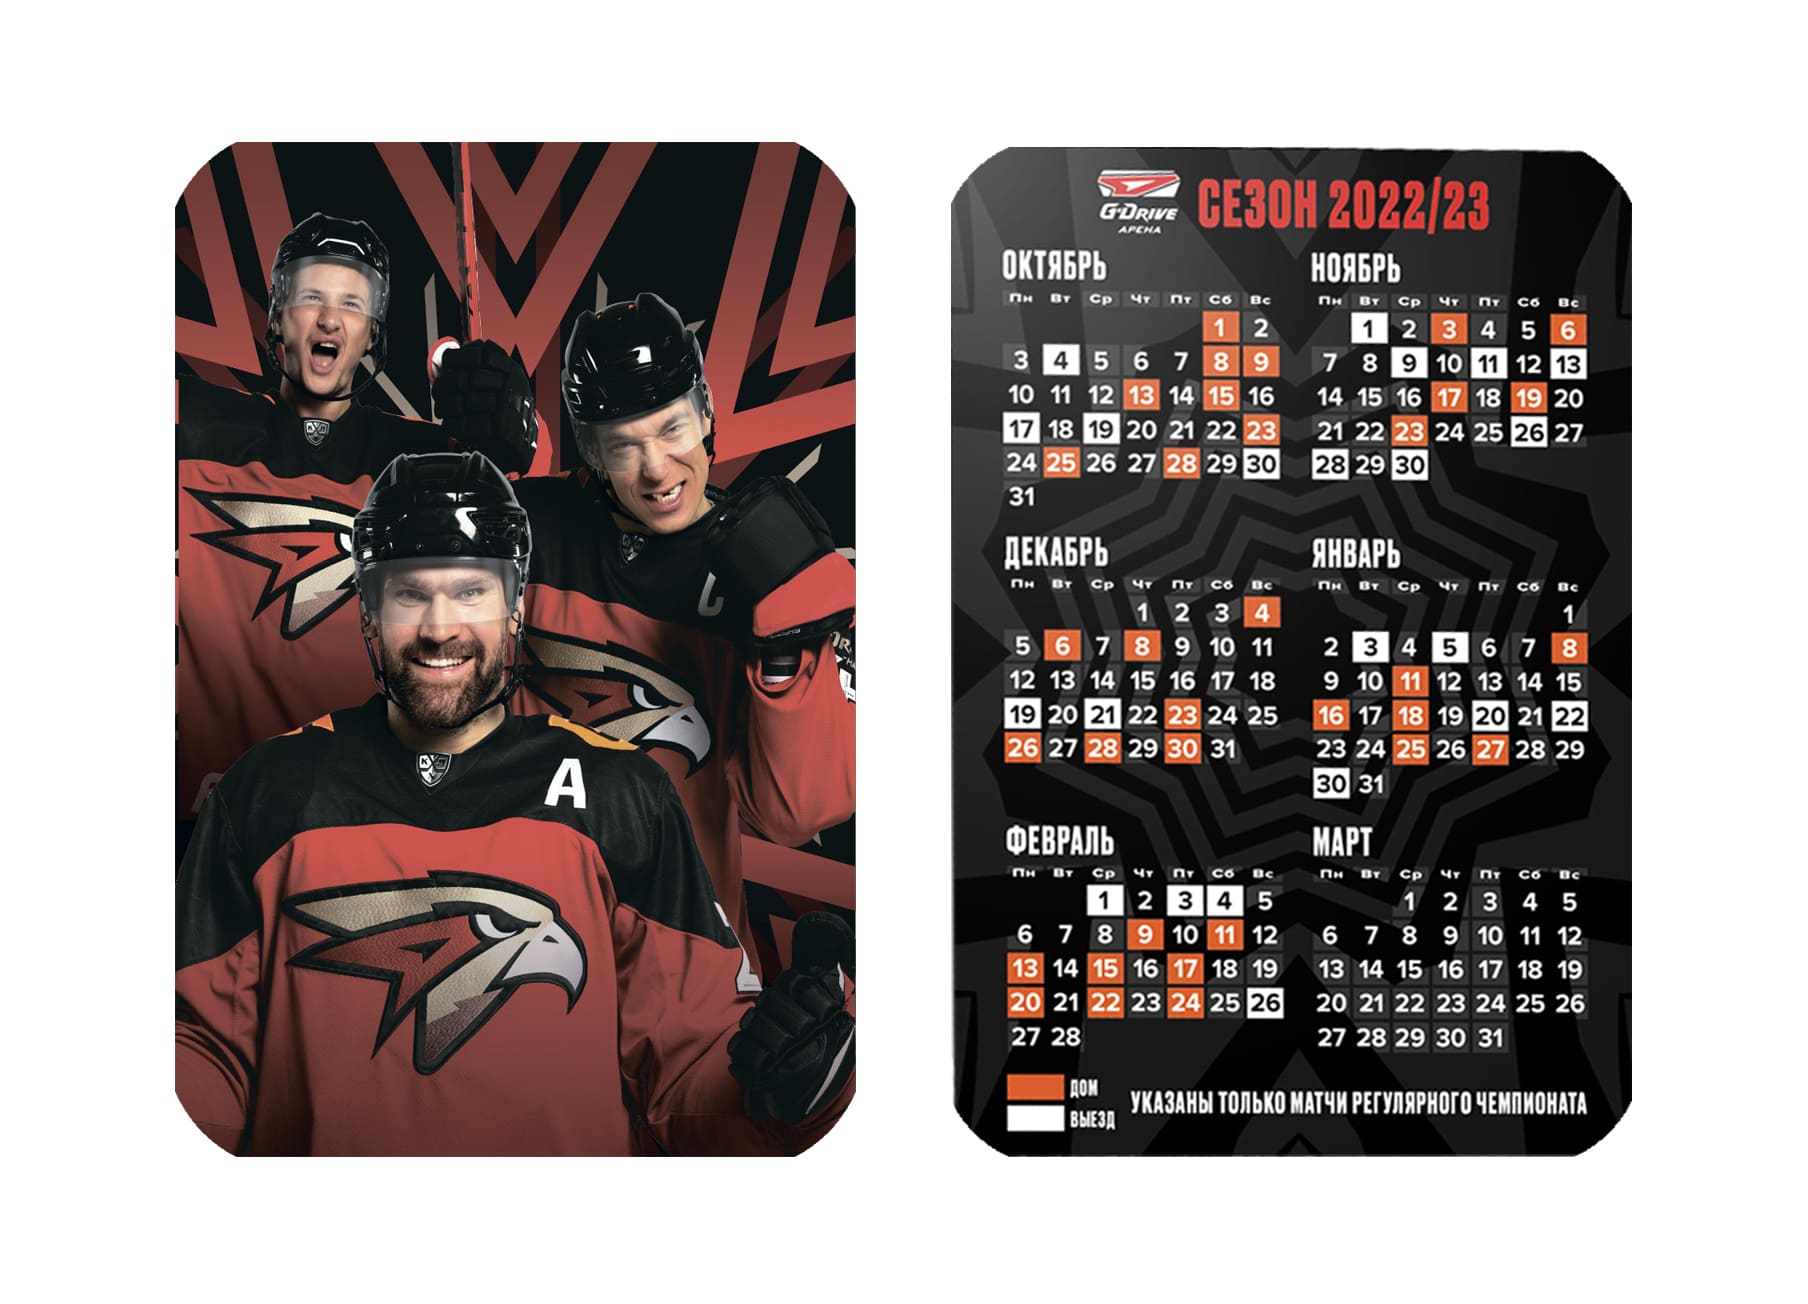 КХЛ
C
A
КХЛ
A
G-DRIVE
АРЕНА
СЕЗОН 2022/23
ОКТЯБРЬ
Пн Вт Ср Чт Пт Сб Вс
1 2
3 4 5 6 7 8 9
10 11 12 13 14 15 16
17 18 19 20 21 22 23
24 25 26 27 28 29 30
31
НОЯБРЬ
Пн Вт Ср Чт Пт Сб Вс
1 2 3 4 5 6
7 8 9 10 11 12 13
14 15 16 17 18 19 20
21 22 23 24 25 26 27
28 29 30
ДЕКАБРЬ
Пн Вт Ср Чт Пт Сб Вс
1 2 3 4
5 6 7 8 9 10 11
12 13 14 15 16 17 18
19 20 21 22 23 24 25
26 27 28 29 30 31
ЯНВАРЬ
Пн Вт Ср Чт Пт Сб Вс
1
2 3 4 5 6 7 8
9 10 11 12 13 14 15
16 17 18 19 20 21 22
23 24 25 26 27 28 29
30 31
ФЕВРАЛЬ
Пн Вт Ср Чт Пт Сб Вс
1 2 3 4 5
6 7 8 9 10 11 12
13 14 15 16 17 18 19
20 21 22 23 24 25 26
27 28
МАРТ
Пн Вт Ср Чт Пт Сб Вс
1 2 3 4 5
6 7 8 9 10 11 12
13 14 15 16 17 18 19
20 21 22 23 24 25 26
27 28 29 30 31
ДОМ
ВЫЕЗД
УКАЗАНЫ ТОЛЬКО МАТЧИ РЕГУЛЯРНОГО ЧЕМПИОНАТА